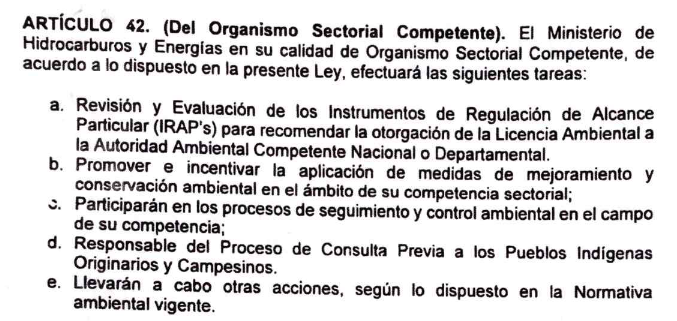 ARTÍCULO 42. (Del Organismo Sectorial Competente). El Ministerio de
Hidrocarburos y Energías en su calidad de Organismo Sectorial Competente, de
acuerdo a lo dispuesto en la presente Ley, efectuará las siguientes tareas:
a. Revisión y Evaluación de los Instrumentos de Regulación de Alcance
Particular (IRAP's) para recomendar la otorgación de la Licencia Ambiental a
la Autoridad Ambiental Competente Nacional o Departamental.
b. Promover e incentivar la aplicación de medidas de mejoramiento y
conservación ambiental en el ámbito de su competencia sectorial;
c. Participarán en los procesos de seguimiento y control ambiental en el campo
de su competencia;
d. Responsable del Proceso de Consulta Previa a los Pueblos Indígenas
Originarios y Campesinos.
e. Llevarán a cabo otras acciones, según lo dispuesto en la Normativa
ambiental vigente.